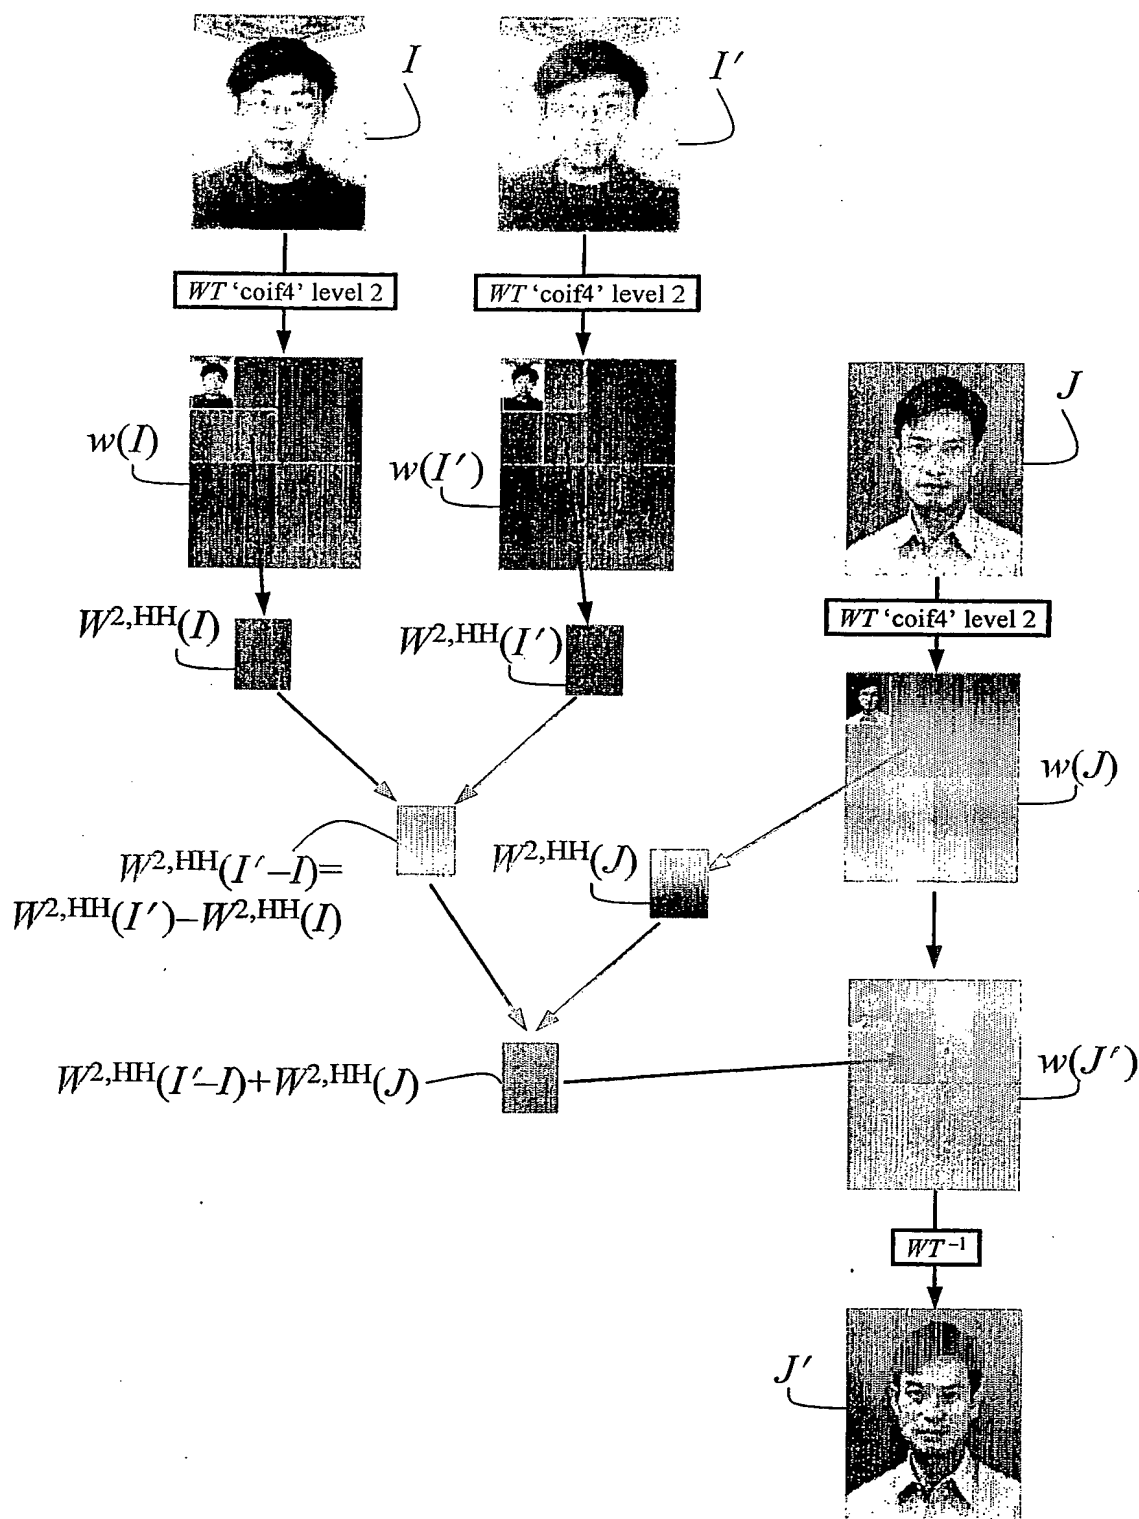 I
I′
WT ‘coif4’ level 2
WT ‘coif4’ level 2
J
w(I)
w(I′)
WT ‘coif4’ level 2
W2,HH(I)
W2,HH(I′)
w(J)
W2,HH(I′−I)=
W2,HH(I′)−W2,HH(I)
W2,HH(J)
W2,HH(I′−I)+W2,HH(J)
w(J′)
WT−1
J′